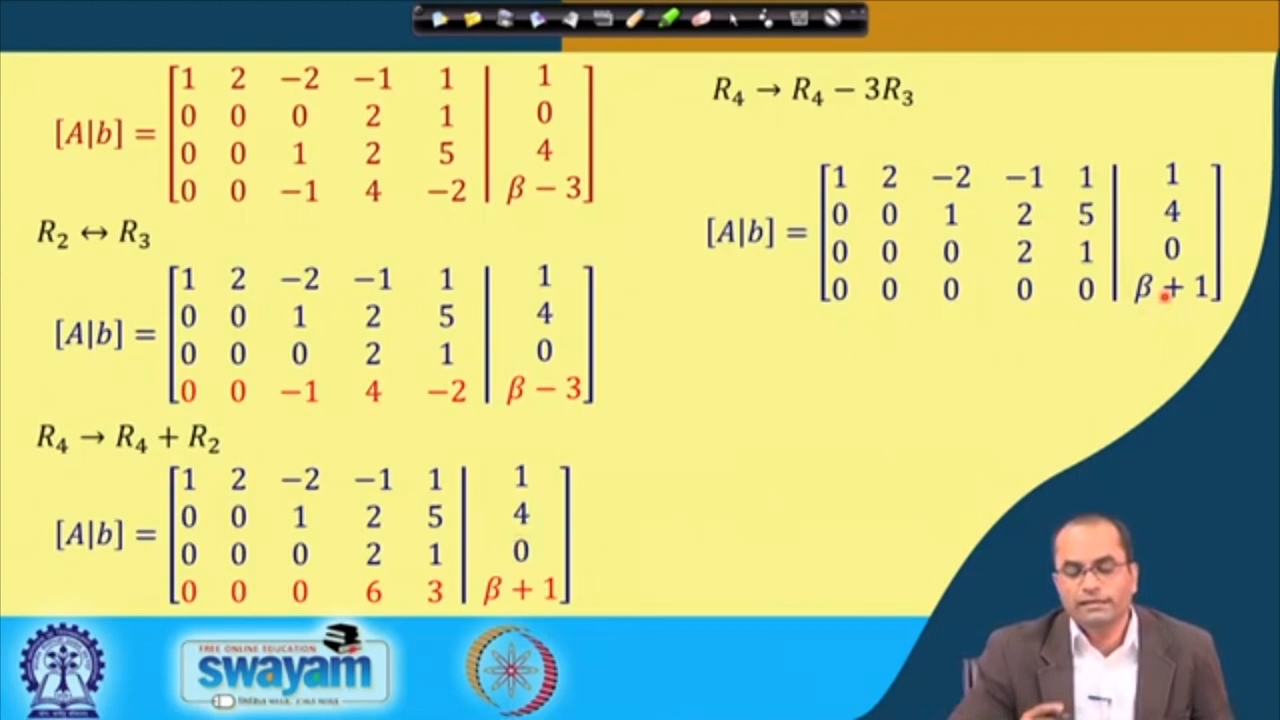 [A|b] = [1 2 −2 −1 1 | 1]
[0 0 0 2 1 | 0]
[0 0 1 2 5 | 4]
[0 0 −1 4 −2 | β − 3]
R₂ ↔ R₃
[A|b] = [1 2 −2 −1 1 | 1]
[0 0 1 2 5 | 4]
[0 0 0 2 1 | 0]
[0 0 −1 4 −2 | β − 3]
R₄ → R₄ + R₂
[A|b] = [1 2 −2 −1 1 | 1]
[0 0 1 2 5 | 4]
[0 0 0 2 1 | 0]
[0 0 0 6 3 | β + 1]
R₄ → R₄ − 3R₃
[A|b] = [1 2 −2 −1 1 | 1]
[0 0 1 2 5 | 4]
[0 0 0 2 1 | 0]
[0 0 0 0 0 | β + 1]
FREE ONLINE EDUCATION
swayam